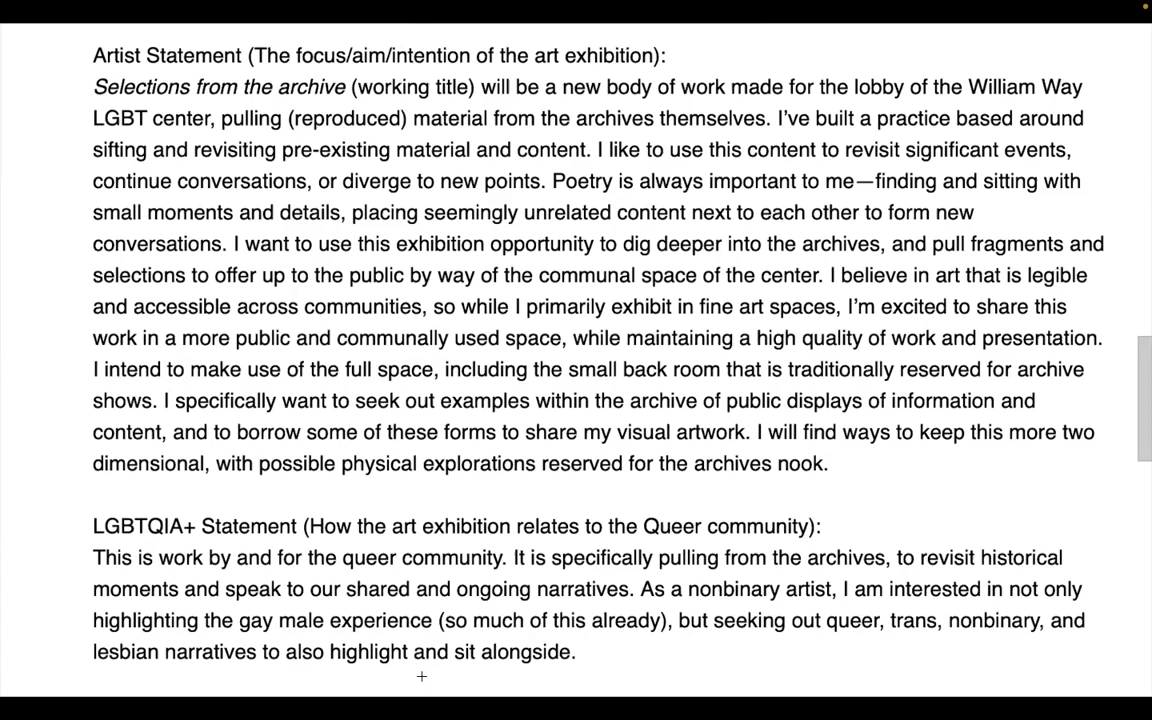 Artist Statement (The focus/aim/intention of the art exhibition):
Selections from the archive (working title) will be a new body of work made for the lobby of the William Way
LGBT center, pulling (reproduced) material from the archives themselves. I've built a practice based around
sifting and revisiting pre-existing material and content. I like to use this content to revisit significant events,
continue conversations, or diverge to new points. Poetry is always important to me—finding and sitting with
small moments and details, placing seemingly unrelated content next to each other to form new
conversations. I want to use this exhibition opportunity to dig deeper into the archives, and pull fragments and
selections to offer up to the public by way of the communal space of the center. I believe in art that is legible
and accessible across communities, so while I primarily exhibit in fine art spaces, I'm excited to share this
work in a more public and communally used space, while maintaining a high quality of work and presentation.
I intend to make use of the full space, including the small back room that is traditionally reserved for archive
shows. I specifically want to seek out examples within the archive of public displays of information and
content, and to borrow some of these forms to share my visual artwork. I will find ways to keep this more two
dimensional, with possible physical explorations reserved for the archives nook.
LGBTQIA+ Statement (How the art exhibition relates to the Queer community):
This is work by and for the queer community. It is specifically pulling from the archives, to revisit historical
moments and speak to our shared and ongoing narratives. As a nonbinary artist, I am interested in not only
highlighting the gay male experience (so much of this already), but seeking out queer, trans, nonbinary, and
lesbian narratives to also highlight and sit alongside.